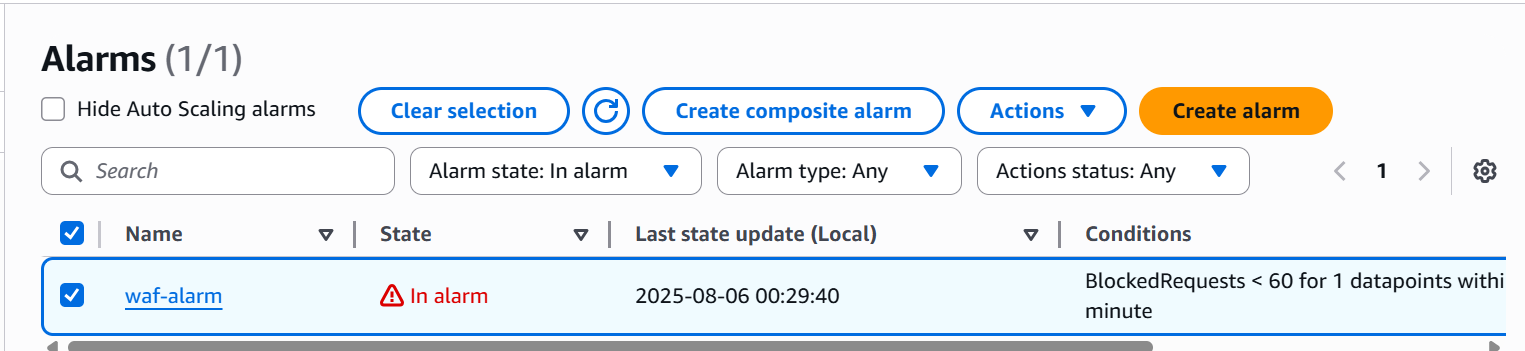 Alarms (1/1)
Hide Auto Scaling alarms
Clear selection
Create composite alarm
Actions
Create alarm
Search
Alarm state: In alarm
Alarm type: Any
Actions status: Any
1
Name
State
Last state update (Local)
Conditions
waf-alarm
In alarm
2025-08-06 00:29:40
BlockedRequests < 60 for 1 datapoints withi
minute